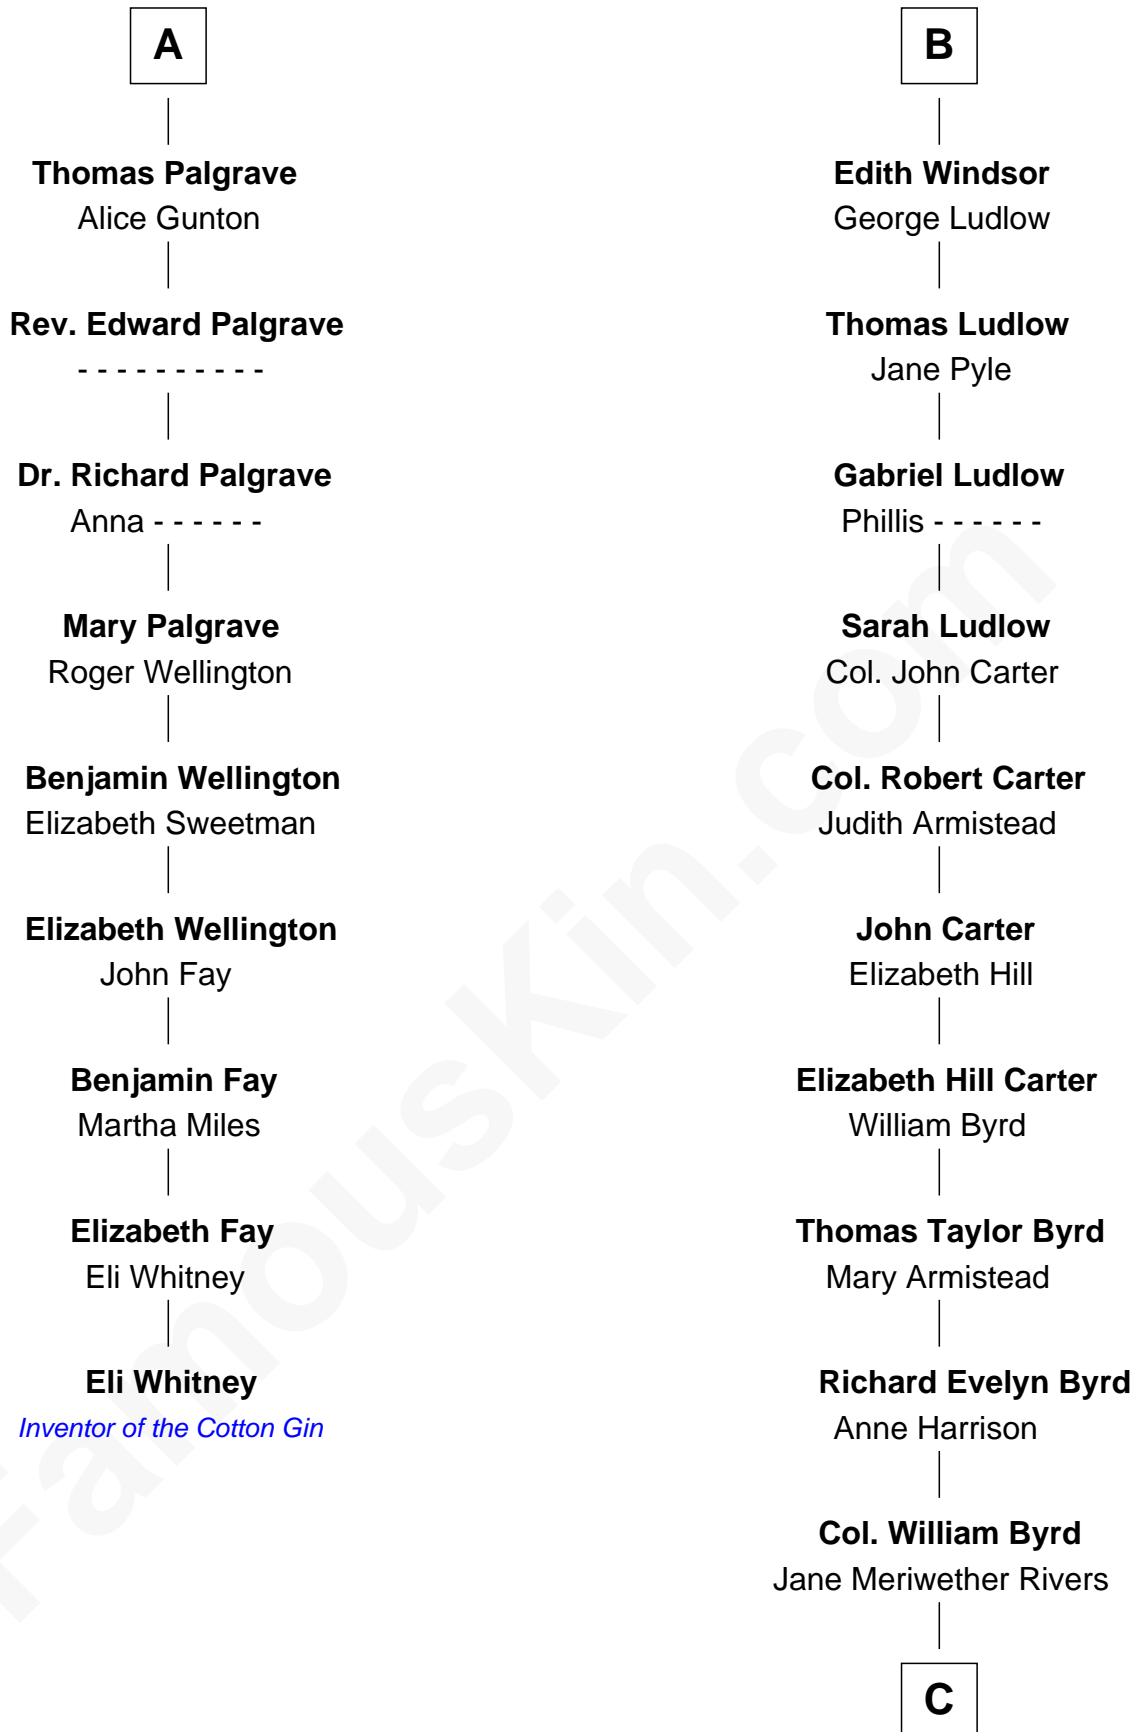 A
Thomas Palgrave
Alice Gunton
Rev. Edward Palgrave
- - - - - - - - - -
Dr. Richard Palgrave
Anna - - - - - -
Mary Palgrave
Roger Wellington
Benjamin Wellington
Elizabeth Sweetman
Elizabeth Wellington
John Fay
Benjamin Fay
Martha Miles
Elizabeth Fay
Eli Whitney
Eli Whitney
Inventor of the Cotton Gin
B
Edith Windsor
George Ludlow
Thomas Ludlow
Jane Pyle
Gabriel Ludlow
Phillis - - - - - -
Sarah Ludlow
Col. John Carter
Col. Robert Carter
Judith Armistead
John Carter
Elizabeth Hill
Elizabeth Hill Carter
William Byrd
Thomas Taylor Byrd
Mary Armistead
Richard Evelyn Byrd
Anne Harrison
Col. William Byrd
Jane Meriwether Rivers
C
FamousKin.com